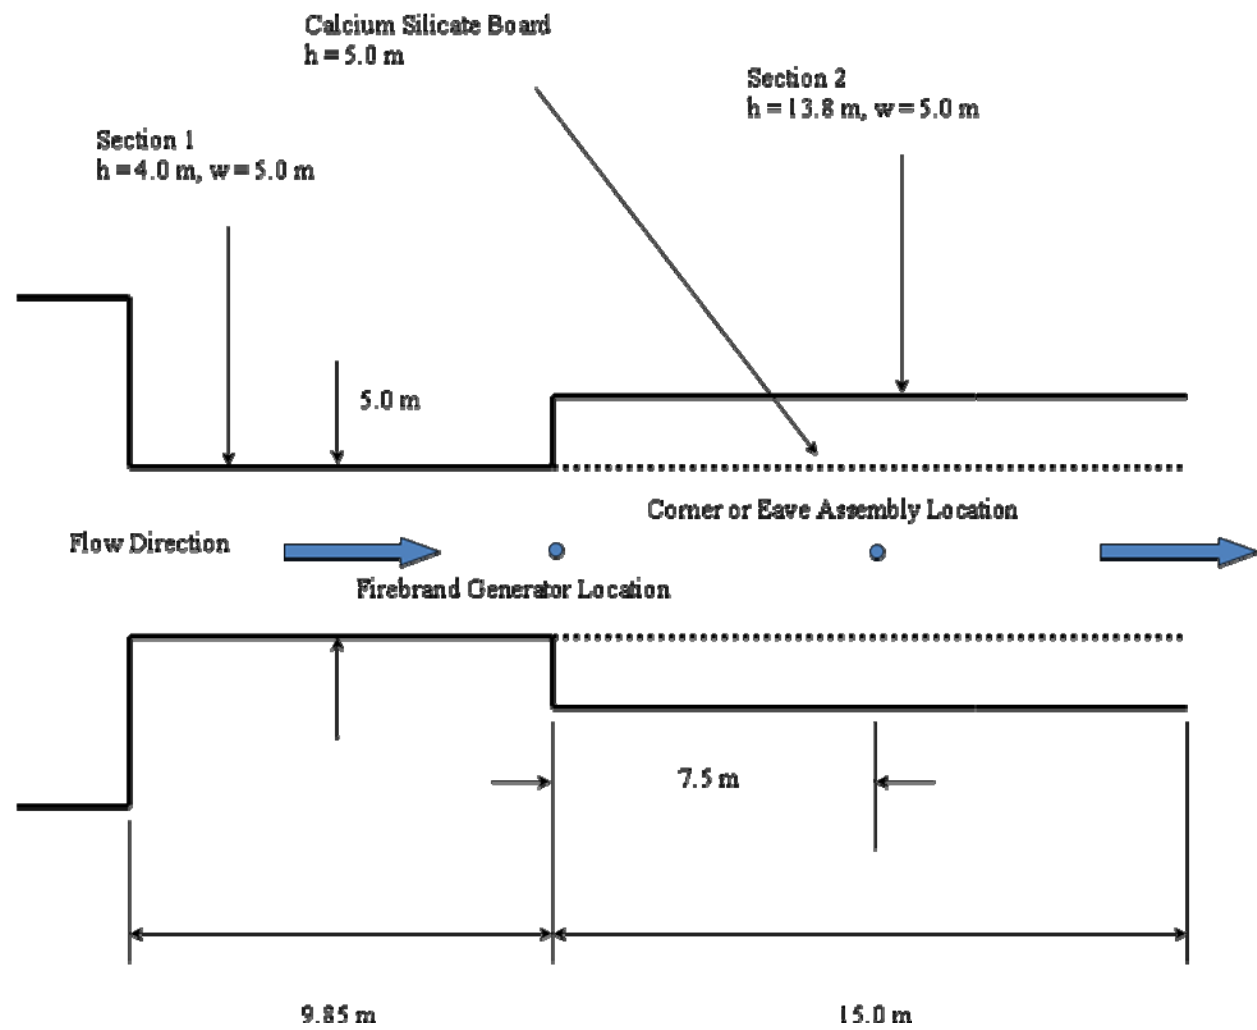 Calcium Silicate Board
h = 5.0 m
Section 2
h = 13.8 m, w = 5.0 m
Section 1
h = 4.0 m, w = 5.0 m
5.0 m
Corner or Eave Assembly Location
Flow Direction
Firebrand Generator Location
7.5 m
9.85 m
15.0 m